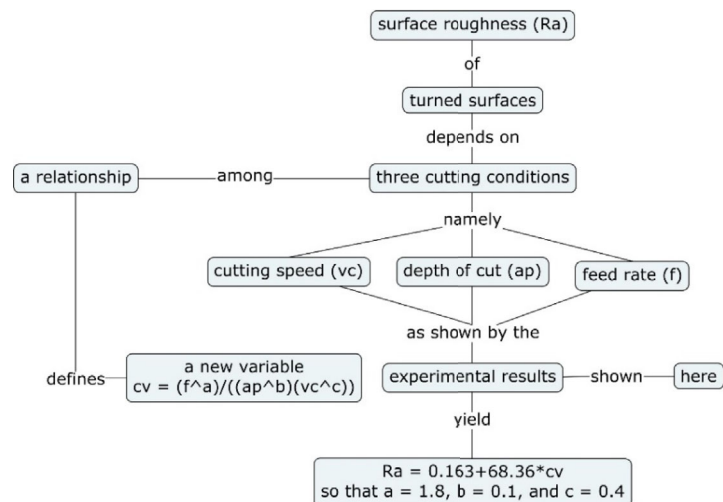 surface roughness (Ra)
of
turned surfaces
depends on
a relationship
among
three cutting conditions
namely
cutting speed (vc)
depth of cut (ap)
feed rate (f)
as shown by the
a new variable
cv = (f^a)/((ap^b)(vc^c))
defines
experimental results
shown
here
yield
Ra = 0.163+68.36*cv
so that a = 1.8, b = 0.1, and c = 0.4